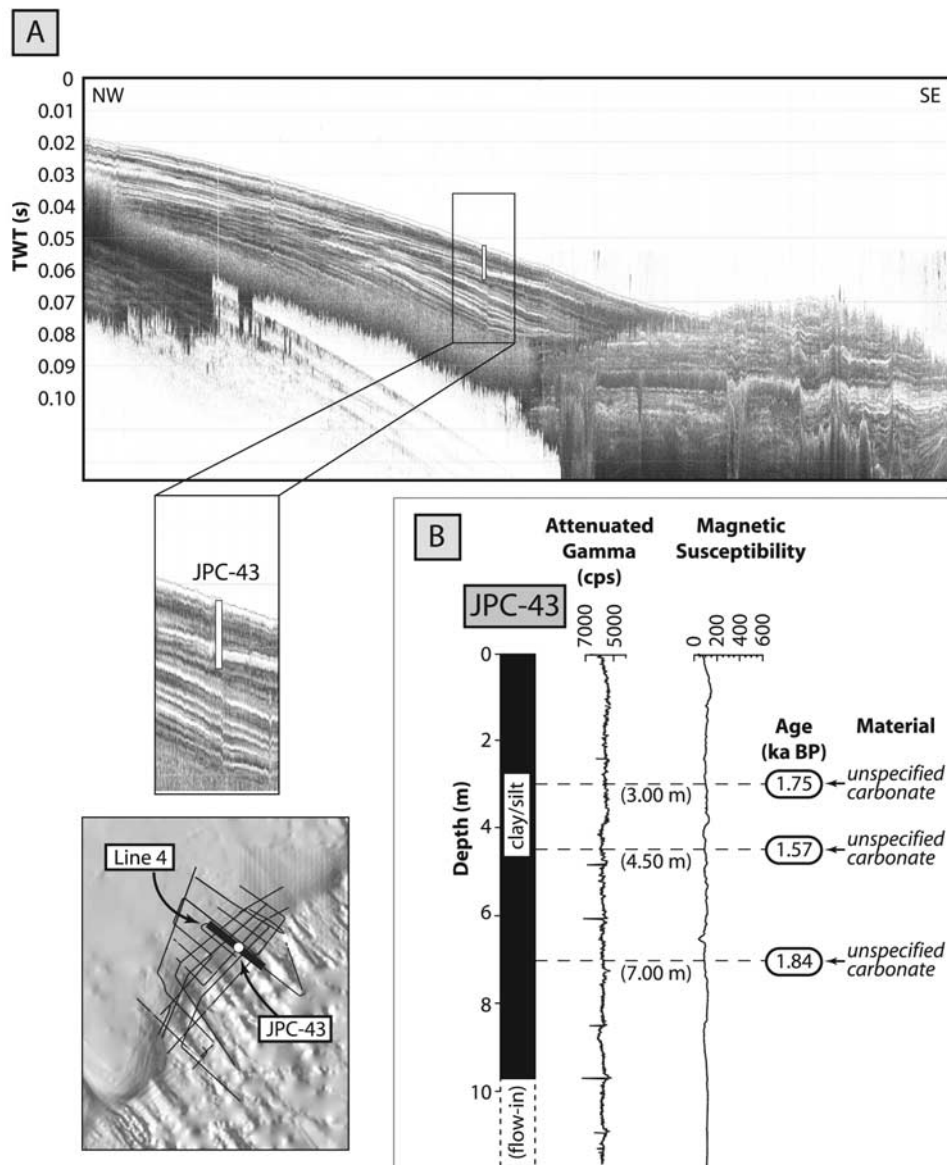 A
NW
SE
0
0.01
0.02
0.03
0.04
0.05
0.06
0.07
0.08
0.09
0.10
TWT (s)
JPC-43
Line 4
JPC-43
B
Attenuated
Gamma
(cps)
Magnetic
Susceptibility
JPC-43
7000
5000
0
200
400
600
0
2
4
6
8
10
Depth (m)
clay/silt
(flow-in)
Age
(ka BP)
Material
(3.00 m)
1.75
unspecified
carbonate
(4.50 m)
1.57
unspecified
carbonate
(7.00 m)
1.84
unspecified
carbonate